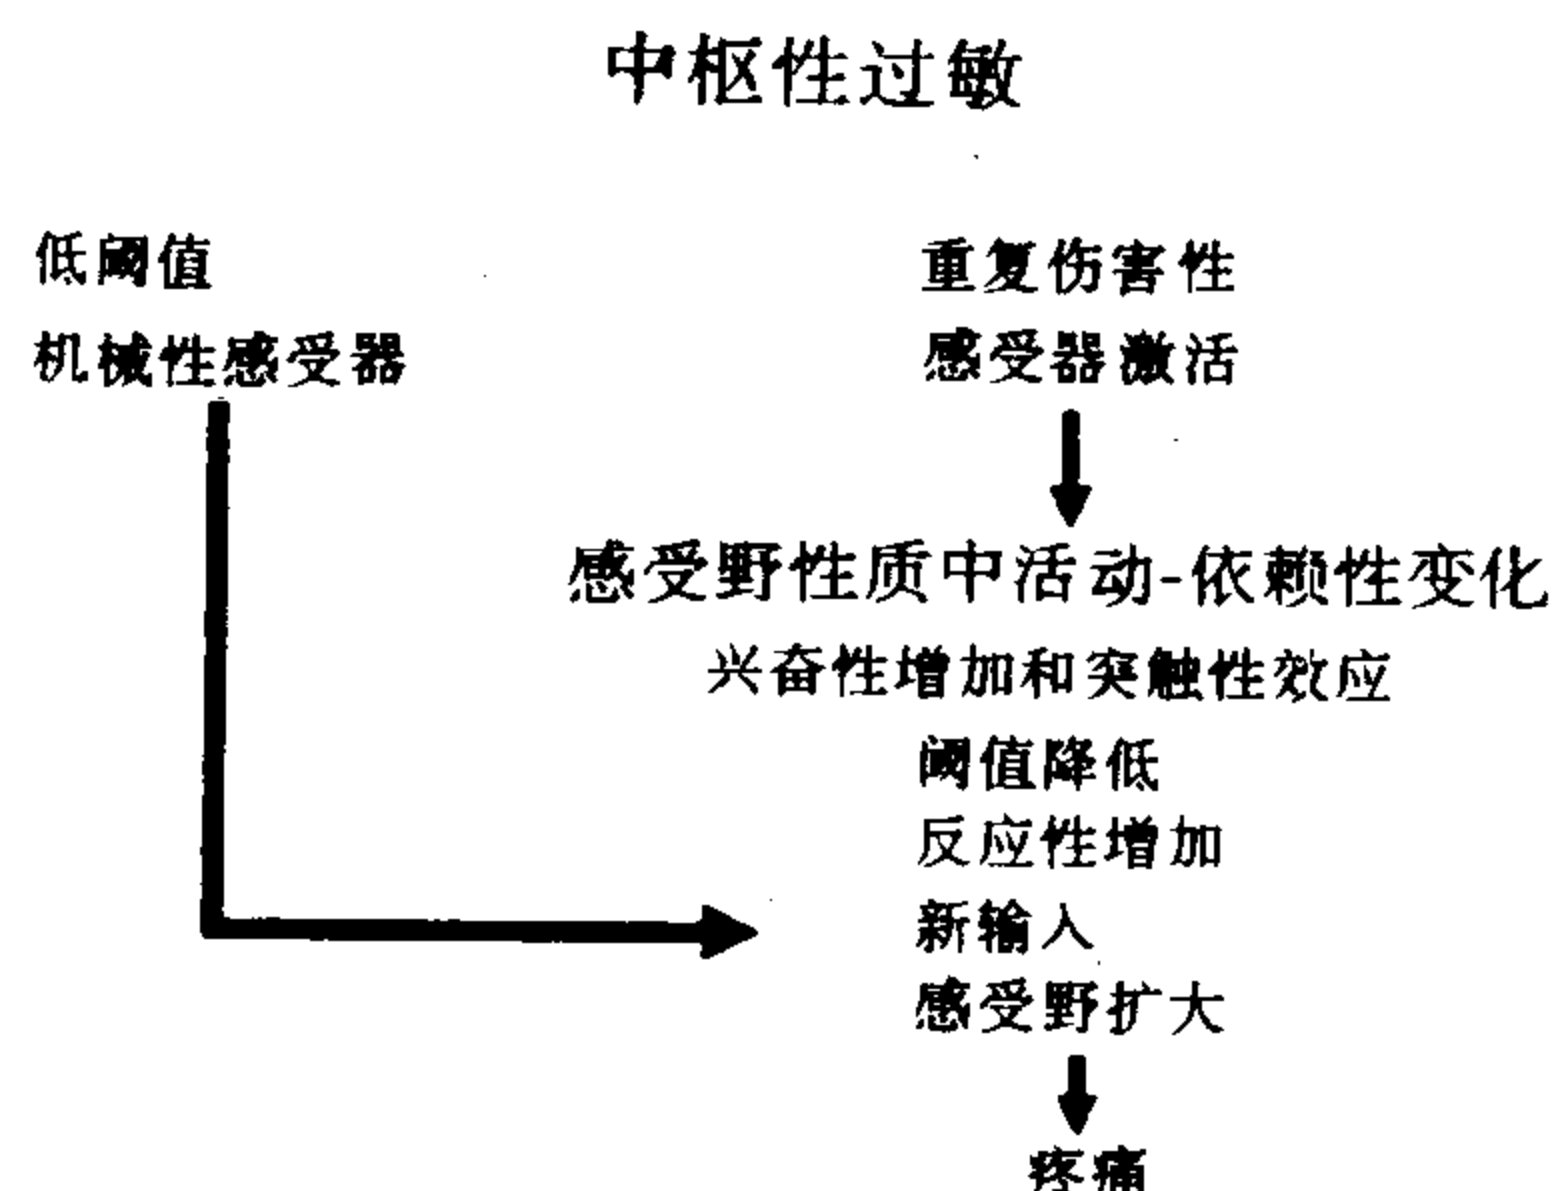 中枢性过敏
低阈值
机械性感受器
重复伤害性
感受器激活
感受野性质中活动-依赖性变化
兴奋性增加和突触性效应
阈值降低
反应性增加
新输入
感受野扩大
疼痛